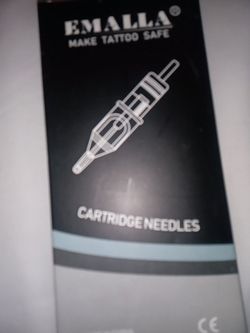 EMALLA®
MAKE TATTOO SAFE
CARTRIDGE NEEDLES
CE